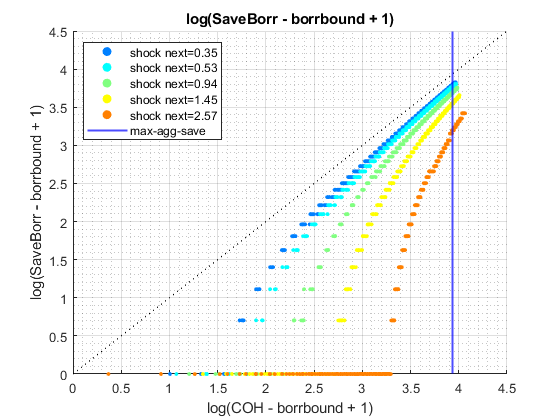 log(SaveBorr - borrbound + 1)
4.5
4
3.5
3
2.5
2
1.5
1
0.5
0
log(SaveBorr - borrbound + 1)
shock next=0.35
shock next=0.53
shock next=0.94
shock next=1.45
shock next=2.57
max-agg-save
0 0.5 1 1.5 2 2.5 3 3.5 4 4.5
log(COH - borrbound + 1)